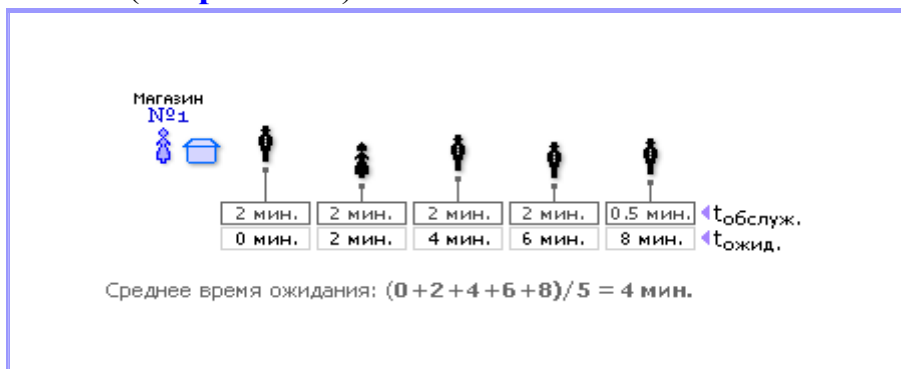 Магазин
№1
2 мин. 2 мин. 2 мин. 2 мин. 0.5 мин. tобслуж.
0 мин. 2 мин. 4 мин. 6 мин. 8 мин. tожид.
Среднее время ожидания: (0+2+4+6+8)/5 = 4 мин.